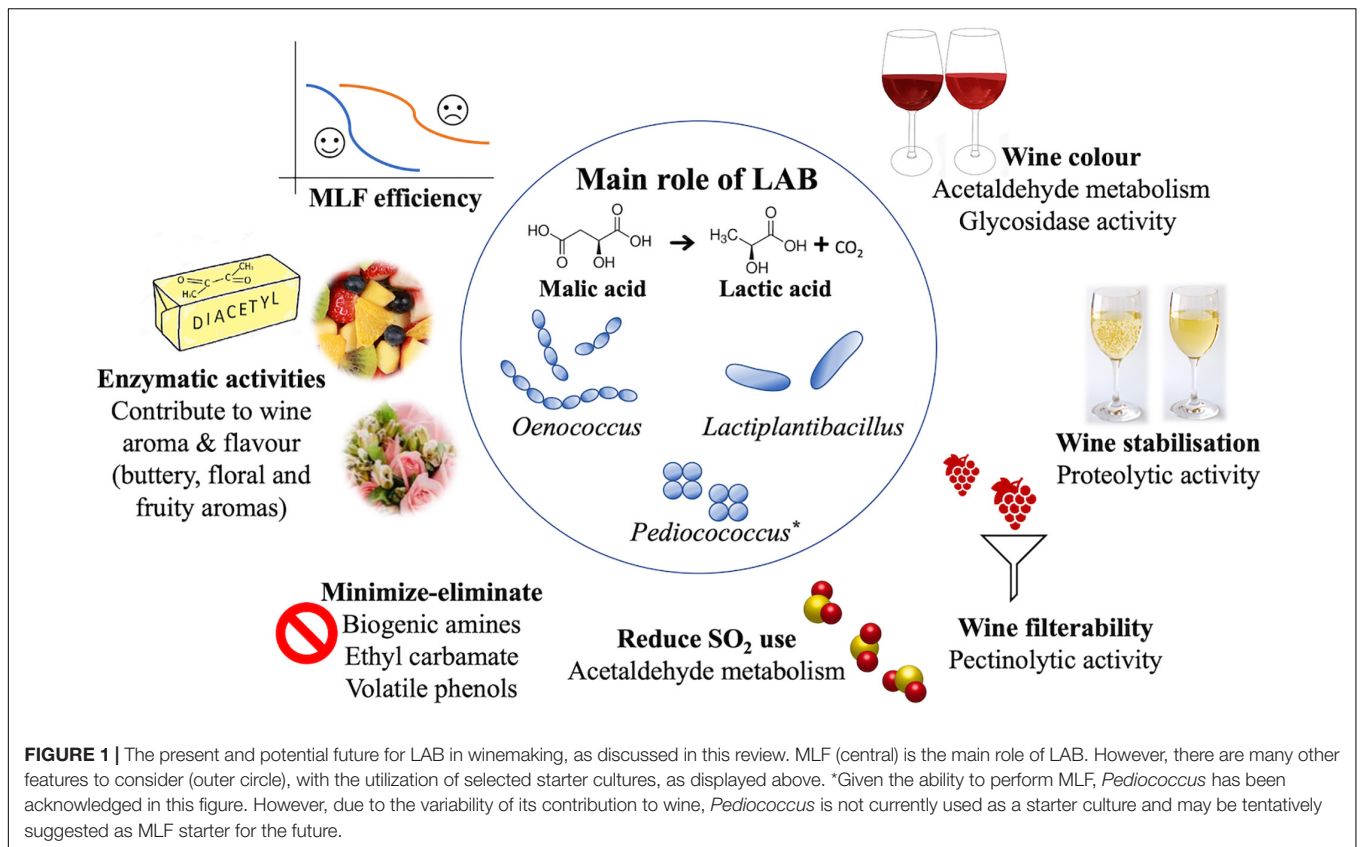 MLF efficiency
Wine colour
Acetaldehyde metabolism
Glycosidase activity
Main role of LAB
HO
O
O
OH
OH
→
H₃C
O
OH
OH
+ CO₂
Malic acid
Lactic acid
Oenococcus
Lactiplantibacillus
Pediocococcus*
O=C—C=O
CH₃
H₃C
DIACETYL
Enzymatic activities
Contribute to wine
aroma & flavour
(buttery, floral and
fruity aromas)
Wine stabilisation
Proteolytic activity
Minimize-eliminate
Biogenic amines
Ethyl carbamate
Volatile phenols
Reduce SO₂ use
Acetaldehyde metabolism
Wine filterability
Pectinolytic activity
FIGURE 1 | The present and potential future for LAB in winemaking, as discussed in this review. MLF (central) is the main role of LAB. However, there are many other
features to consider (outer circle), with the utilization of selected starter cultures, as displayed above. *Given the ability to perform MLF, Pediococcus has been
acknowledged in this figure. However, due to the variability of its contribution to wine, Pediococcus is not currently used as a starter culture and may be tentatively
suggested as MLF starter for the future.